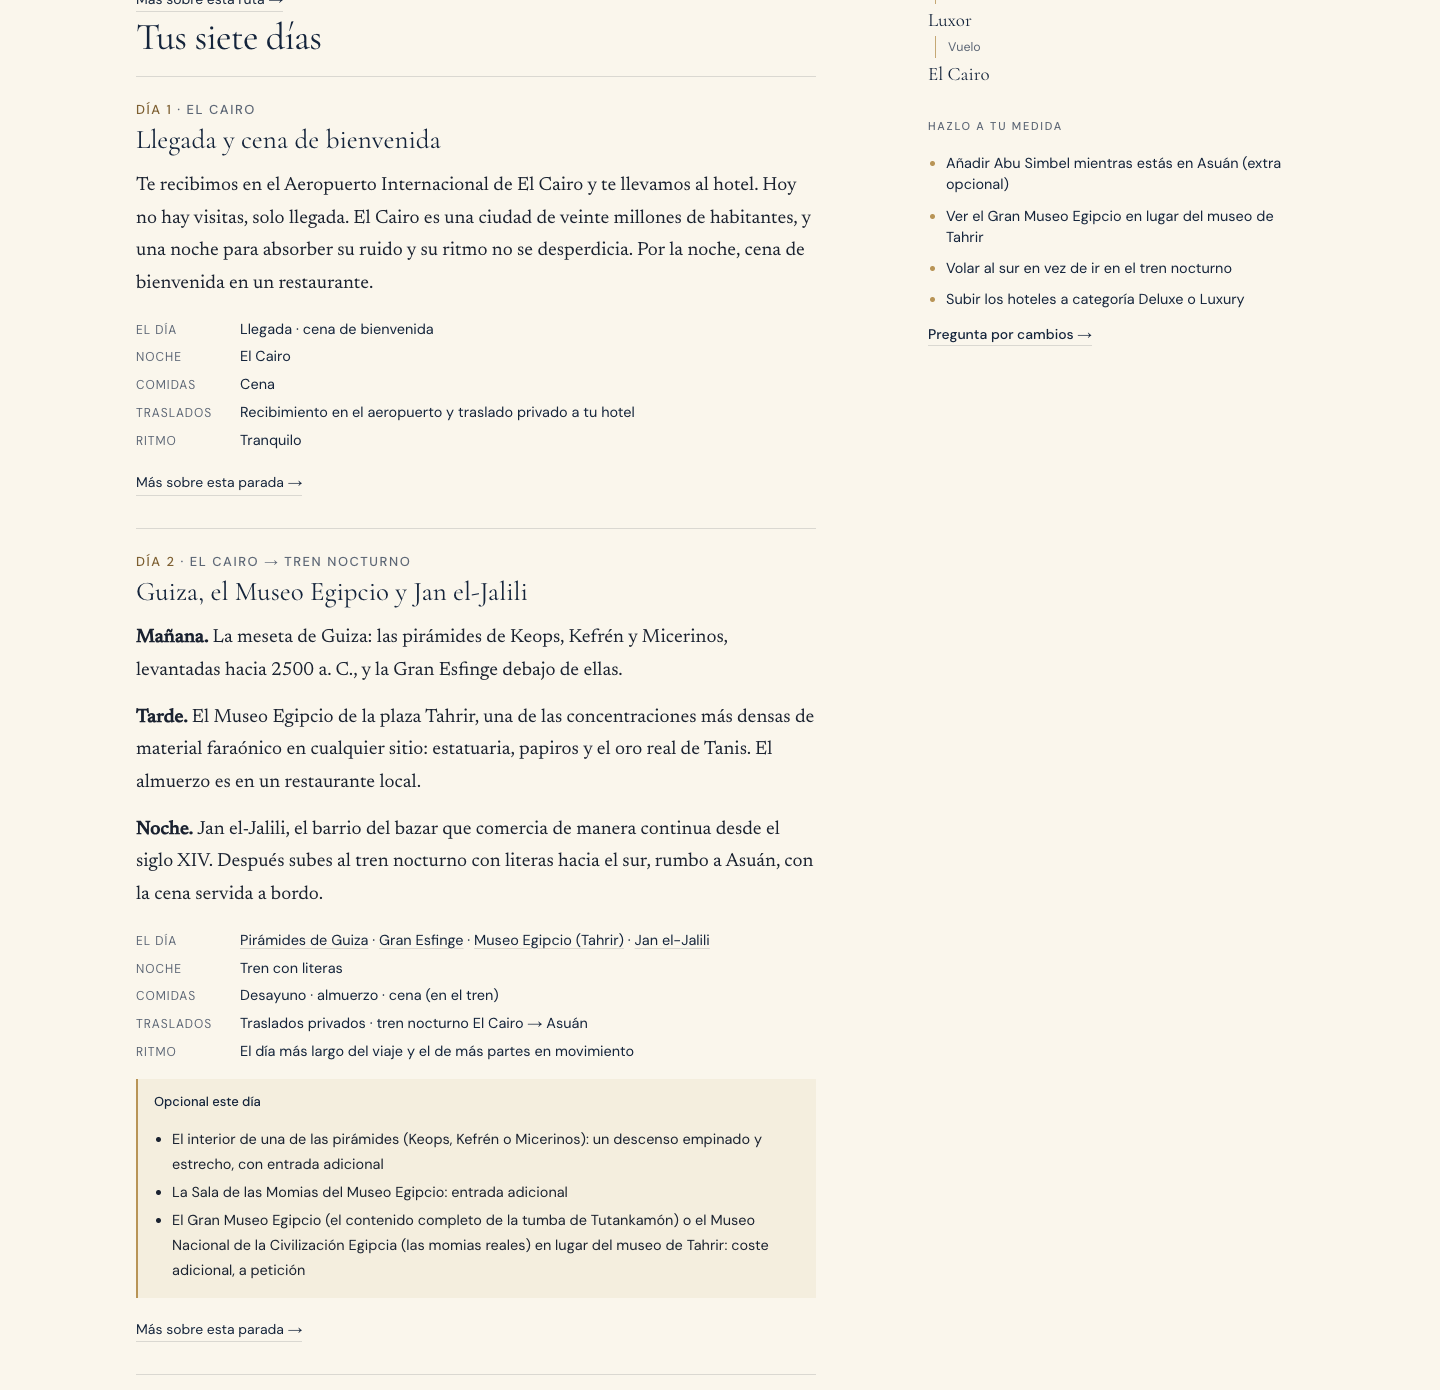 Más sobre esta ruta →
Tus siete días
DÍA 1 · EL CAIRO
Llegada y cena de bienvenida
Te recibimos en el Aeropuerto Internacional de El Cairo y te llevamos al hotel. Hoy
no hay visitas, solo llegada. El Cairo es una ciudad de veinte millones de habitantes, y
una noche para absorber su ruido y su ritmo no se desperdicia. Por la noche, cena de
bienvenida en un restaurante.
EL DÍA Llegada · cena de bienvenida
NOCHE El Cairo
COMIDAS Cena
TRASLADOS Recibimiento en el aeropuerto y traslado privado a tu hotel
RITMO Tranquilo
Más sobre esta parada →
DÍA 2 · EL CAIRO → TREN NOCTURNO
Guiza, el Museo Egipcio y Jan el-Jalili
Mañana. La meseta de Guiza: las pirámides de Keops, Kefrén y Micerinos,
levantadas hacia 2500 a. C., y la Gran Esfinge debajo de ellas.
Tarde. El Museo Egipcio de la plaza Tahrir, una de las concentraciones más densas de
material faraónico en cualquier sitio: estatuaria, papiros y el oro real de Tanis. El
almuerzo es en un restaurante local.
Noche. Jan el-Jalili, el barrio del bazar que comercia de manera continua desde el
siglo XIV. Después subes al tren nocturno con literas hacia el sur, rumbo a Asuán, con
la cena servida a bordo.
EL DÍA Pirámides de Guiza · Gran Esfinge · Museo Egipcio (Tahrir) · Jan el-Jalili
NOCHE Tren con literas
COMIDAS Desayuno · almuerzo · cena (en el tren)
TRASLADOS Traslados privados · tren nocturno El Cairo → Asuán
RITMO El día más largo del viaje y el de más partes en movimiento
Opcional este día
• El interior de una de las pirámides (Keops, Kefrén o Micerinos): un descenso empinado y
estrecho, con entrada adicional
• La Sala de las Momias del Museo Egipcio: entrada adicional
• El Gran Museo Egipcio (el contenido completo de la tumba de Tutankamón) o el Museo
Nacional de la Civilización Egipcia (las momias reales) en lugar del museo de Tahrir: coste
adicional, a petición
Más sobre esta parada →
Luxor
Vuelo
El Cairo
HAZLO A TU MEDIDA
• Añadir Abu Simbel mientras estás en Asuán (extra
opcional)
• Ver el Gran Museo Egipcio en lugar del museo de
Tahrir
• Volar al sur en vez de ir en el tren nocturno
• Subir los hoteles a categoría Deluxe o Luxury
Pregunta por cambios →